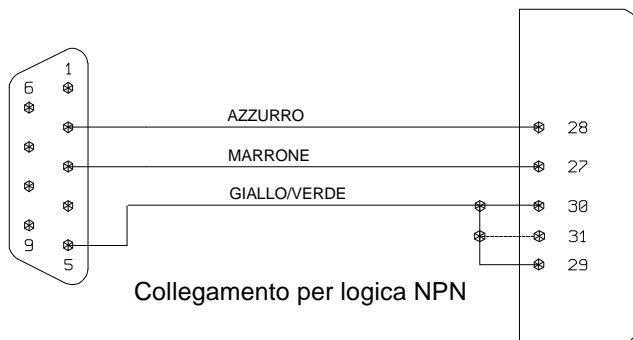 1
6
AZZURRO
28
MARRONE
27
GIALLO/VERDE
30
31
9
29
5
Collegamento per logica NPN